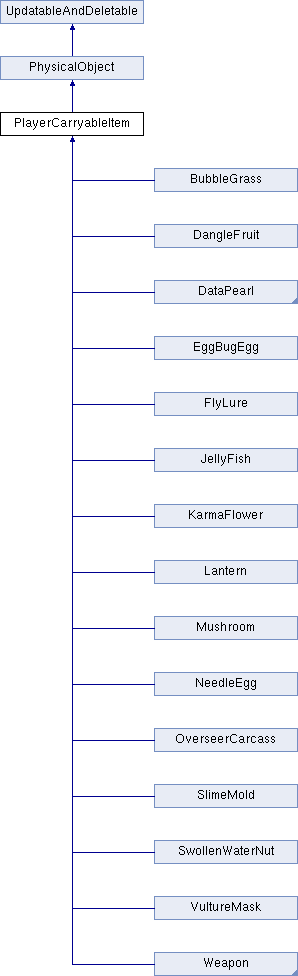 UpdatableAndDeletable
PhysicalObject
PlayerCarryableItem
BubbleGrass
DangleFruit
DataPearl
EggBugEgg
FlyLure
JellyFish
KarmaFlower
Lantern
Mushroom
NeedleEgg
OverseerCarcass
SlimeMold
SwollenWaterNut
VultureMask
Weapon